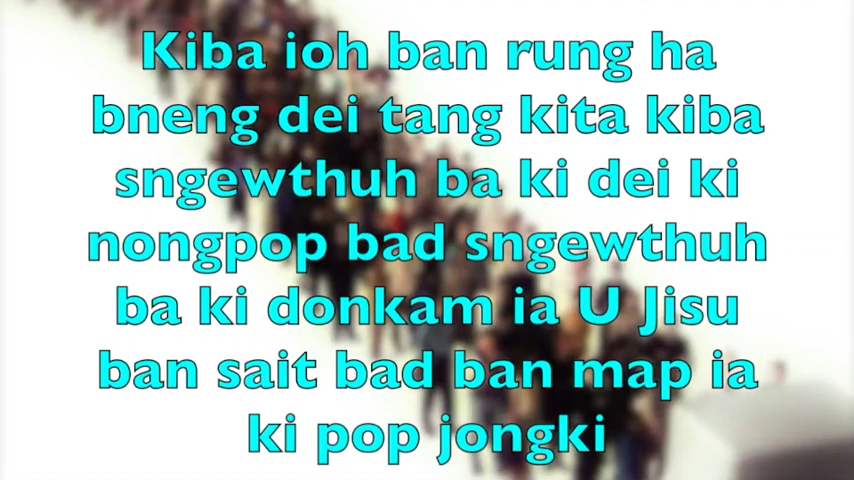 Kiba ioh ban rung ha
bneng dei tang kita kiba
sngewthuh ba ki dei ki
nongpop bad sngewthuh
ba ki donkam ia U Jisu
ban sait bad ban map ia
ki pop jongki